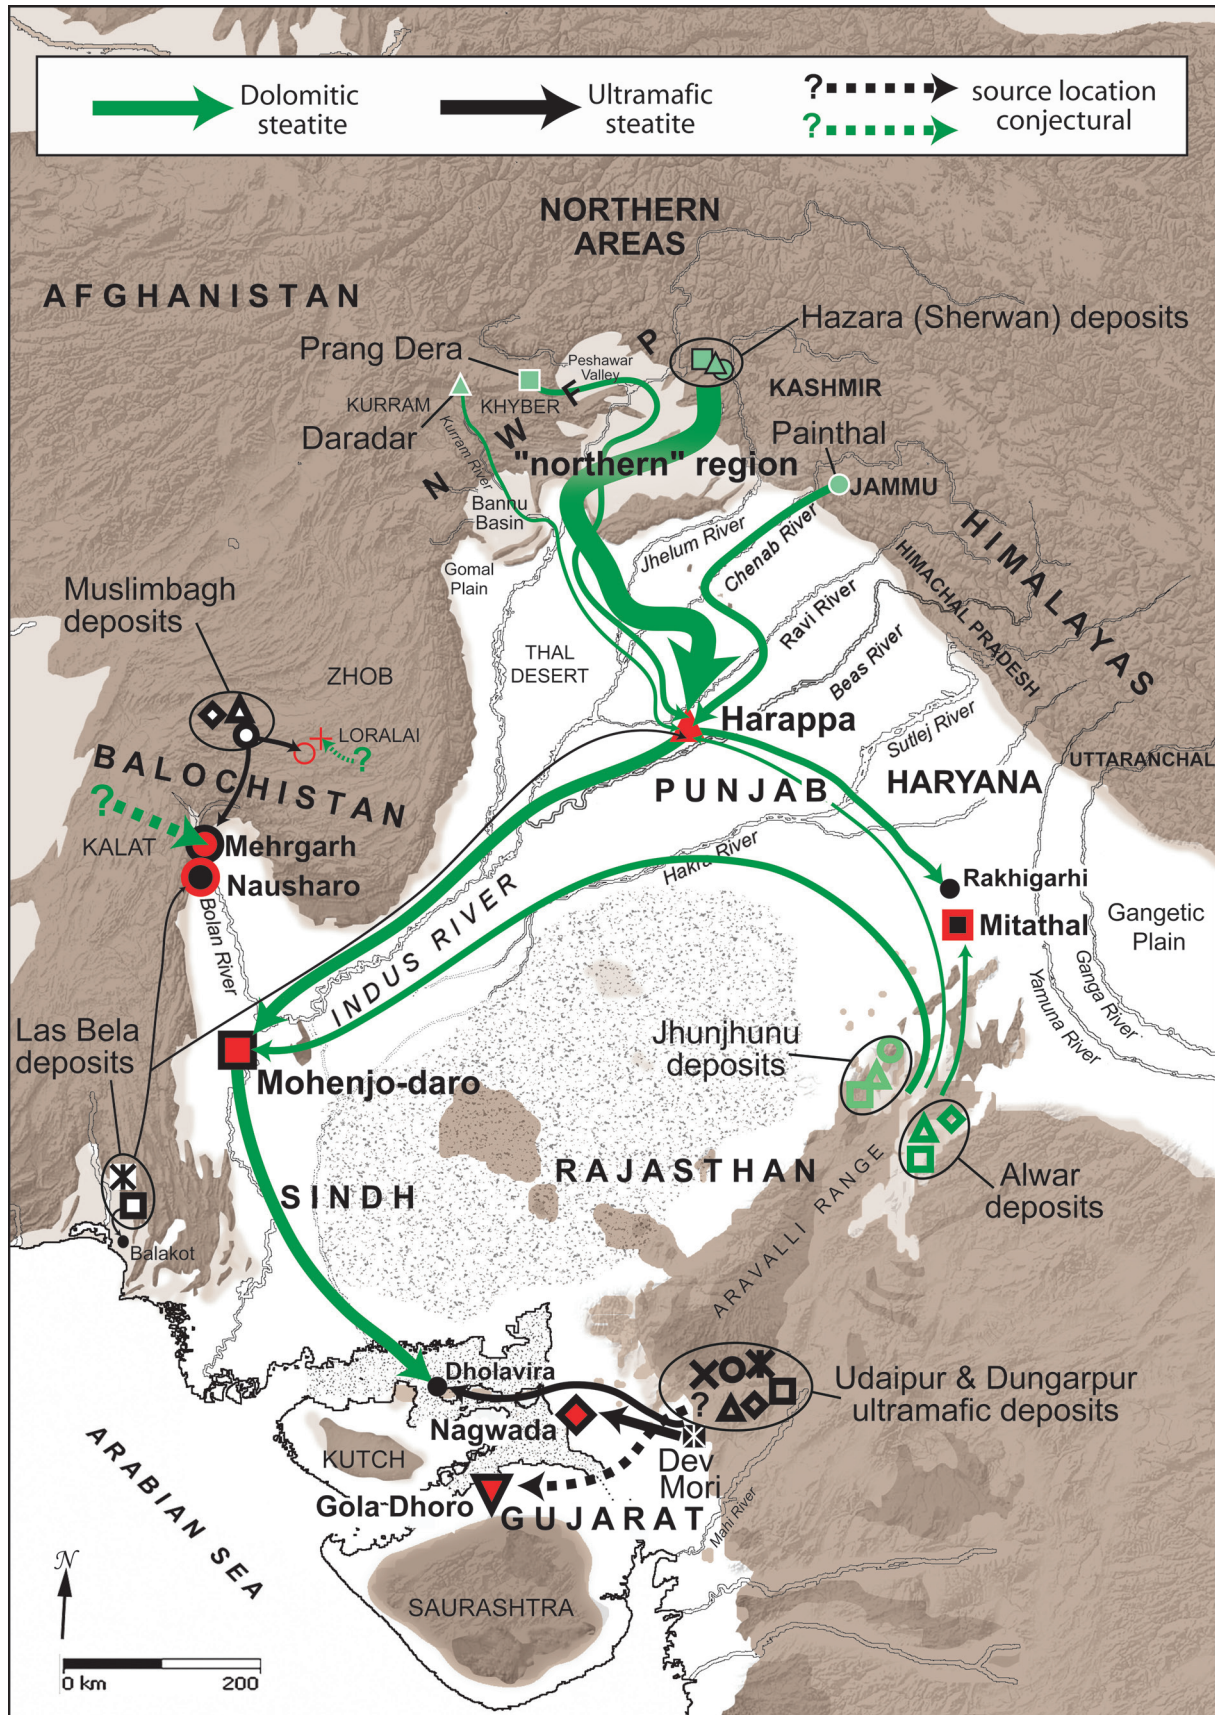 Dolomitic
steatite
Ultramafic
steatite
?
?
source location
conjectural
NORTHERN
AREAS
AFGHANISTAN
Hazara (Sherwan) deposits
Prang Dera
Peshawar
Valley
N W F P
KASHMIR
KURRAM
KHYBER
Daradar
Kurram River
Painthal
"northern" region
JAMMU
Bannu
Basin
Jhelum River
Chenab River
HIMALAYAS
HIMACHAL PRADESH
Gomal
Plain
Muslimbagh
deposits
Ravi River
Beas River
THAL
DESERT
ZHOB
Harappa
Sutlej River
LORALAI
?
BALOCHISTAN
UTTARANCHAL
HARYANA
PUNJAB
?
KALAT
Mehrgarh
Nausharo
Hakra River
Rakhigarhi
Mitathal
Gangetic
Plain
Bolan River
INDUS RIVER
Ganga River
Yamuna River
Las Bela
deposits
Jhunjhunu
deposits
Mohenjo-daro
RAJASTHAN
SINDH
Alwar
deposits
ARAVALLI RANGE
Balakot
Dholavira
Udaipur & Dungarpur
ultramafic deposits
?
Nagwada
KUTCH
Dev
Mori
ARABIAN SEA
Gola Dhoro
GUJARAT
Mahi River
N
SAURASHTRA
0 km
200